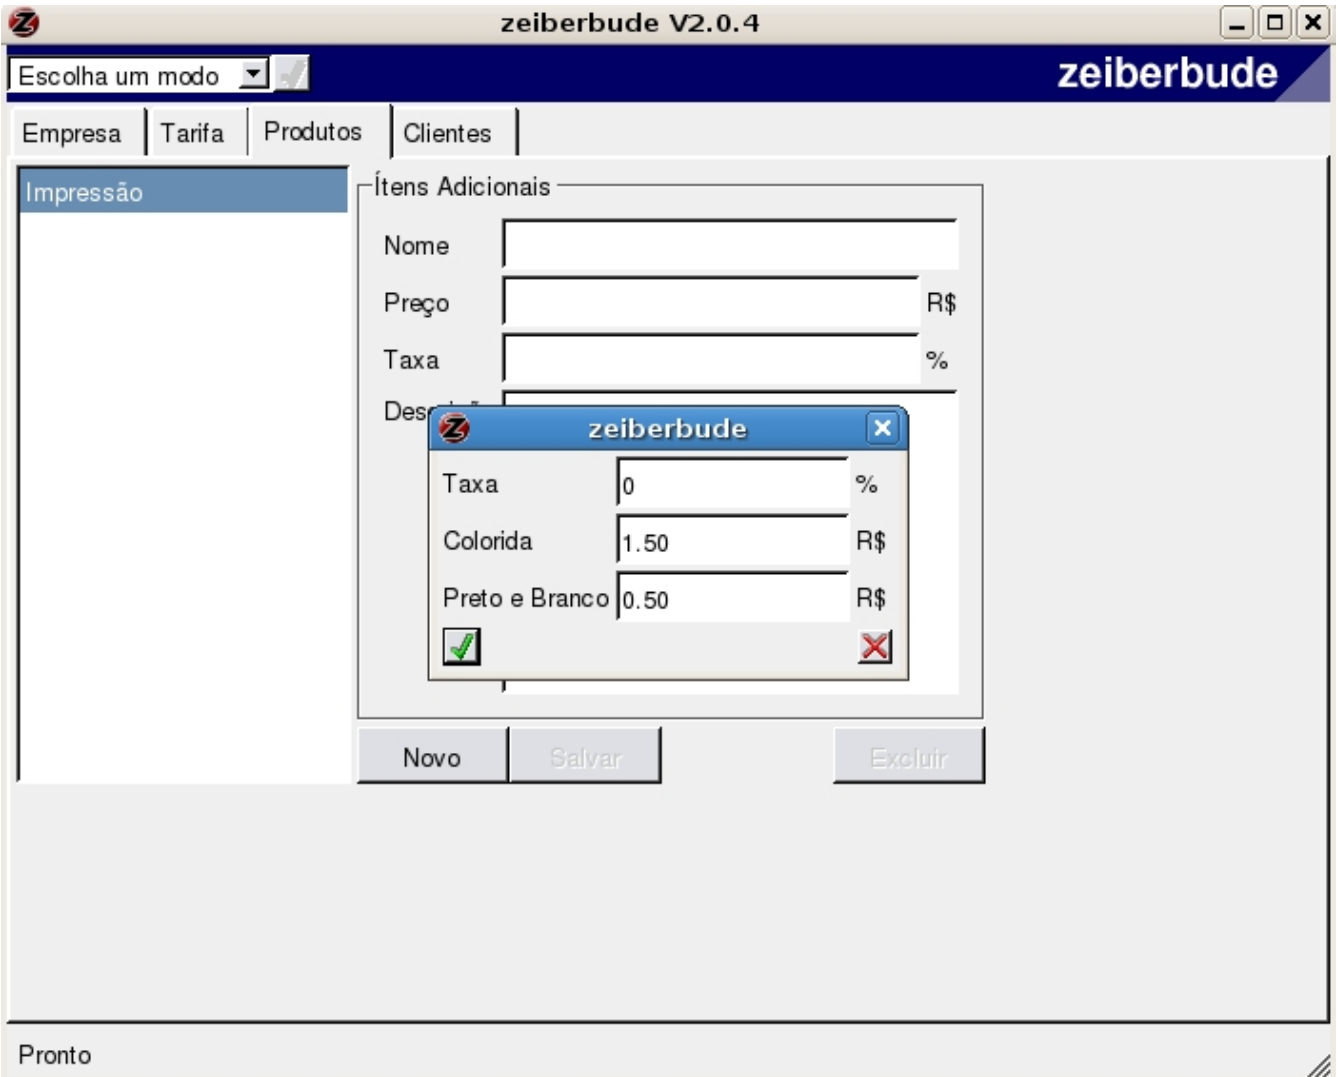 zeiberbude V2.0.4
Escolha um modo
zeiberbude
Empresa Tarifa Produtos Clientes
Impressão
Ítens Adicionais
Nome
Preço R$
Taxa %
zeiberbude
Taxa 0 %
Colorida 1.50 R$
Preto e Branco 0.50 R$
Novo Salvar Excluir
Pronto